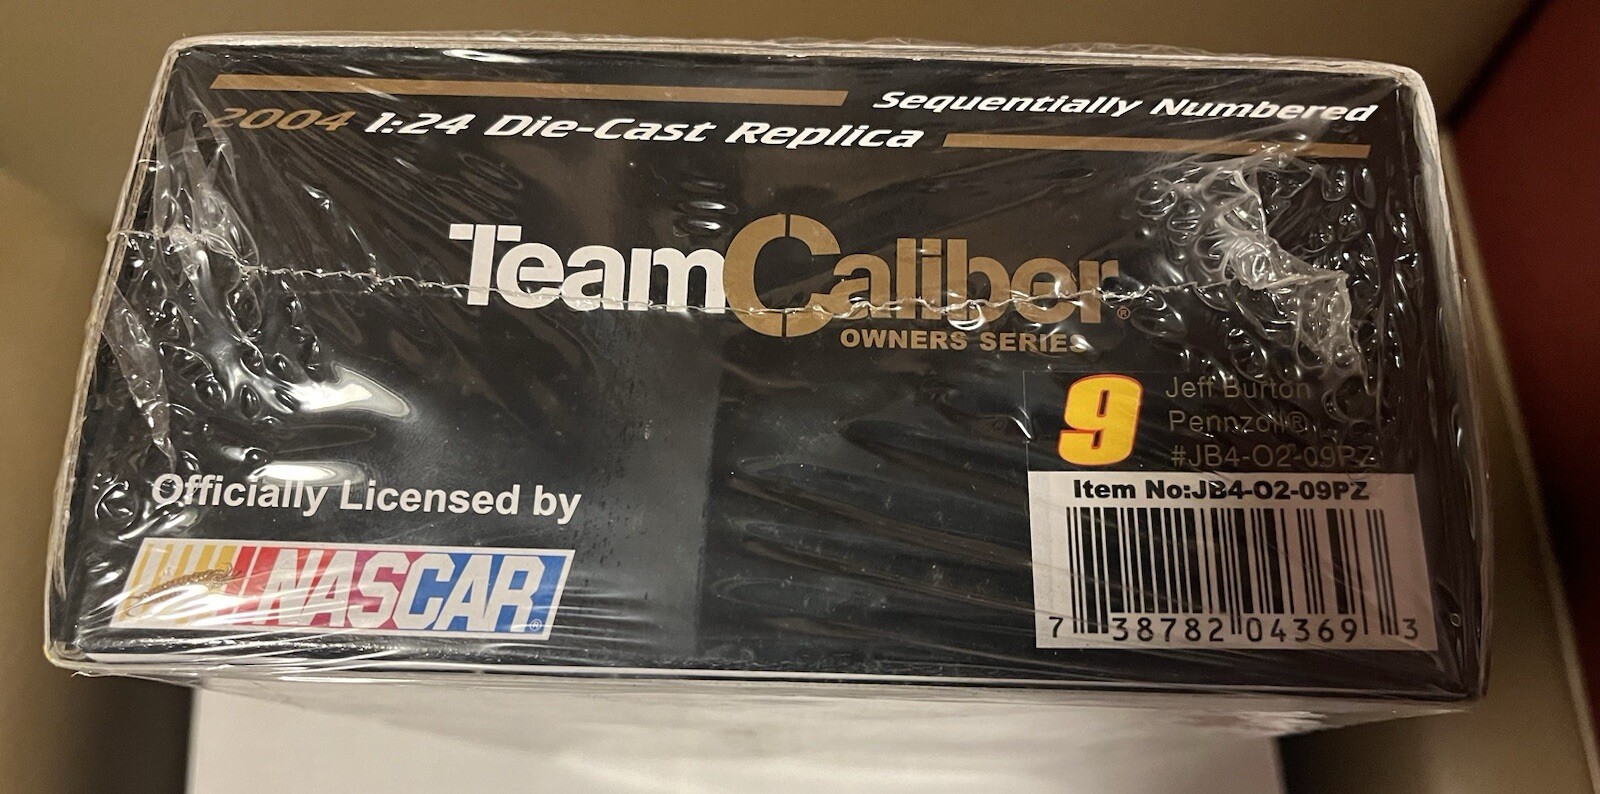 Sequentially Numbered
2004 1:24 Die-Cast Replica
TeamCaliber®
OWNERS SERIES
9
Jeff Burton
Pennzoil®
#JB4-O2-09PZ
Item No:JB4-O2-09PZ
7 38782 04369 3
Officially Licensed by
NASCAR®